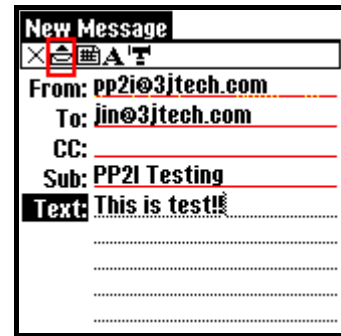 New Message
A T
From: pp2i@3jtech.com
To: jin@3jtech.com
CC:
Sub: PP2I Testing
Text: This is test!!